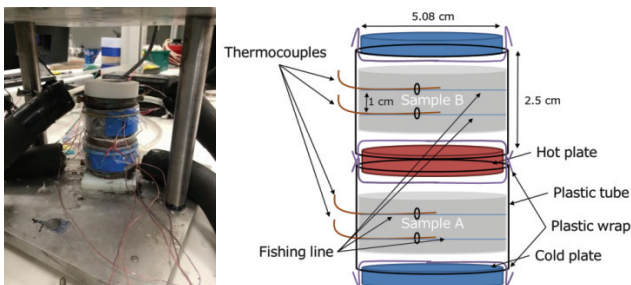 5.08 cm
Thermocouples
Sample B
1 cm
2.5 cm
Hot plate
Plastic tube
Sample A
Plastic wrap
Fishing line
Cold plate